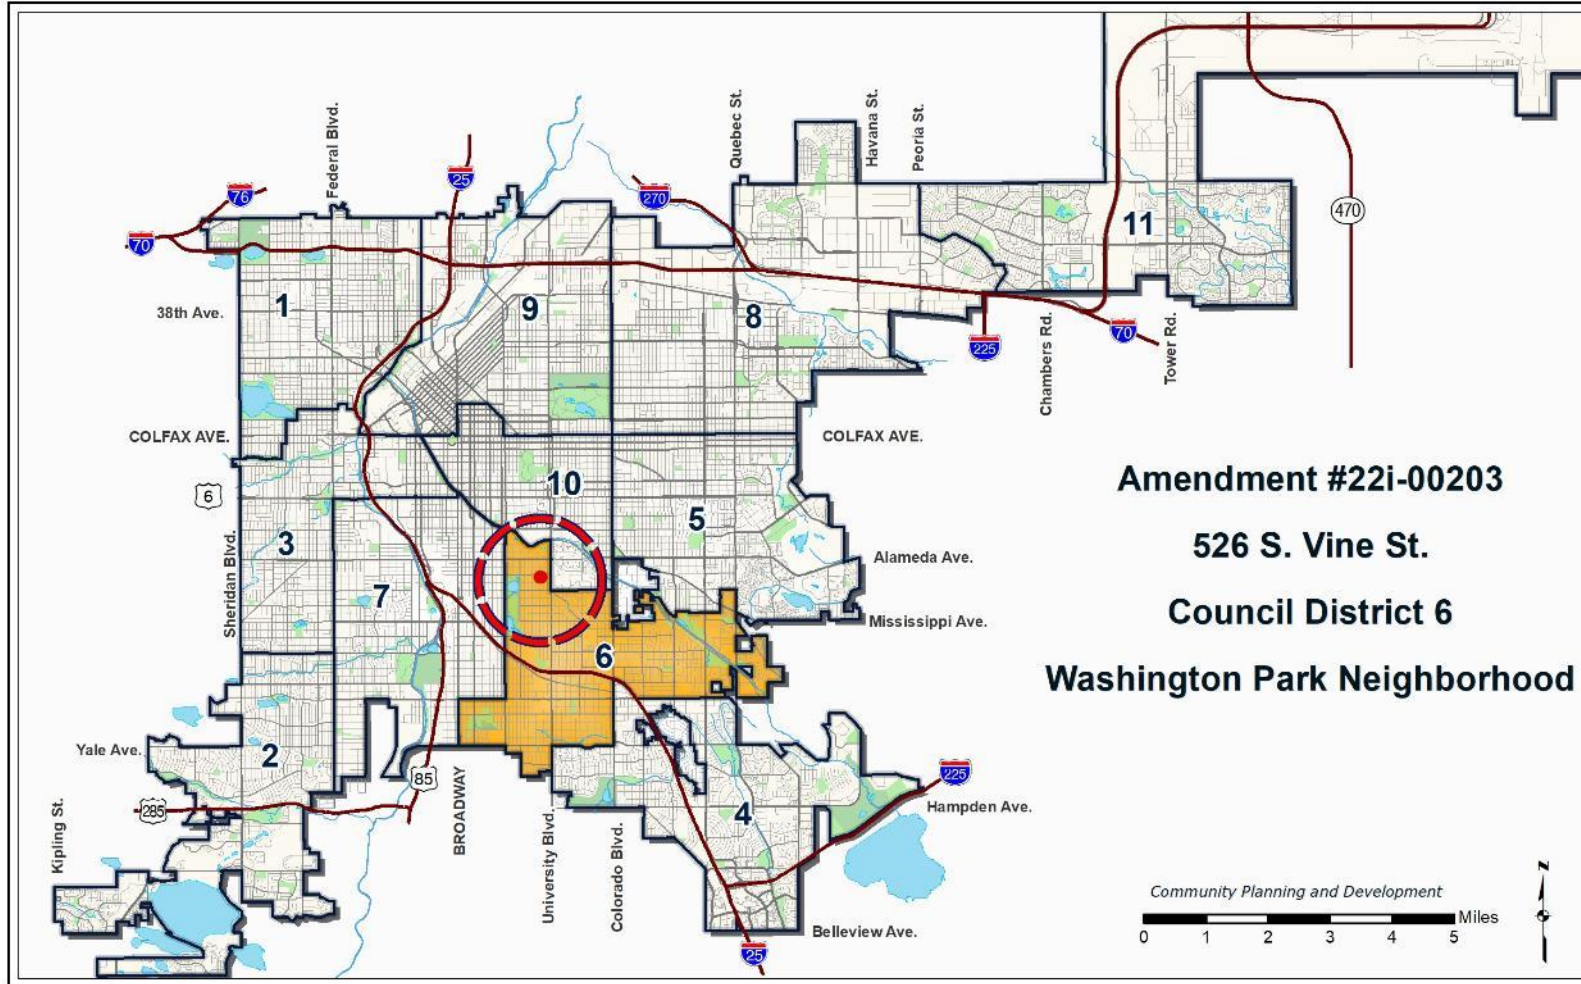 Federal Blvd.
Quebec St.
Havana St.
Peoria St.
76
25
270
70
470
11
1
9
8
38th Ave.
225
70
Chambers Rd.
Tower Rd.
COLFAX AVE.
COLFAX AVE.
6
10
5
3
7
Sheridan Blvd.
Alameda Ave.
Mississippi Ave.
6
Amendment #22i-00203
526 S. Vine St.
Council District 6
Washington Park Neighborhood
Yale Ave.
2
85
BROADWAY
225
Hampden Ave.
285
4
Kipling St.
University Blvd.
Colorado Blvd.
Belleview Ave.
25
Community Planning and Development
Miles
0 1 2 3 4 5
N